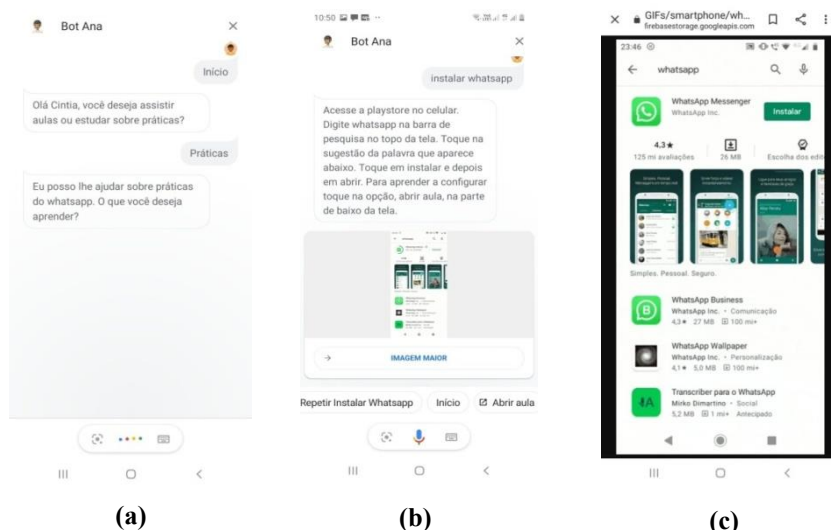 Bot Ana
Início
Olá Cintia, você deseja assistir
aulas ou estudar sobre práticas?
Práticas
Eu posso lhe ajudar sobre práticas
do whatsapp. O que você deseja
aprender?
(a)
10:50
Bot Ana
instalar whatsapp
Acesse a playstore no celular.
Digite whatsapp na barra de
pesquisa no topo da tela. Toque na
sugestão da palavra que aparece
abaixo. Toque em instalar e depois
em abrir. Para aprender a configurar
toque na opção, abrir aula, na parte
de baixo da tela.
IMAGEM MAIOR
Repetir Instalar Whatsapp
Início
Abrir aula
(b)
GIFs/smartphone/wh...
firebasestorage.googleapis.com
23:46
whatsapp
WhatsApp Messenger
WhatsApp Inc.
Instalar
4,3★
125 mi avaliações
26 MB
Escolha dos edit
Simples. Pessoal. Seguro.
WhatsApp Business
WhatsApp Inc. • Comunicação
4,3★ 27 MB 100 mi+
WhatsApp Wallpaper
WhatsApp Inc. • Personalização
4,1★ 5,0 MB 100 mi+
Transcriber para o WhatsApp
Mirko Dimartino • Social
5,2 MB 1 mi+ Antecipado
(c)